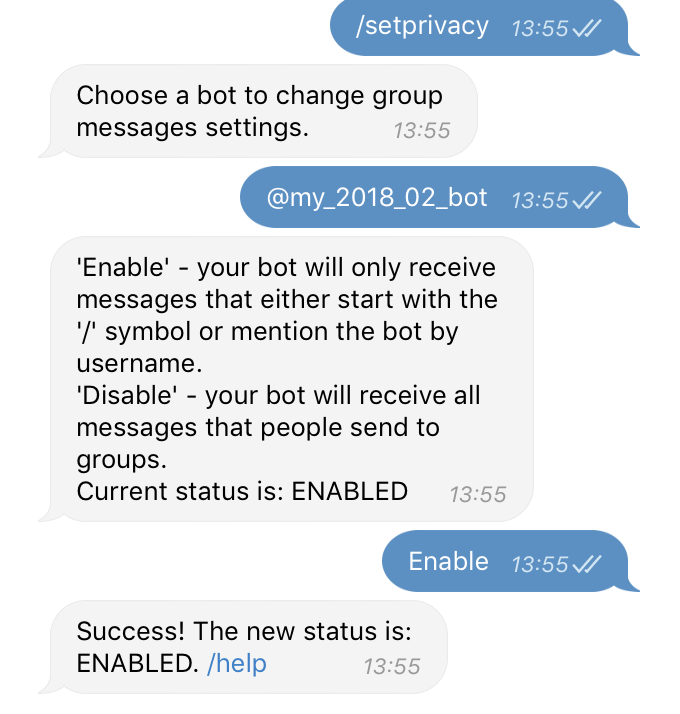 /setprivacy 13:55
Choose a bot to change group
messages settings. 13:55
@my_2018_02_bot 13:55
'Enable' - your bot will only receive
messages that either start with the
'/' symbol or mention the bot by
username.
'Disable' - your bot will receive all
messages that people send to
groups.
Current status is: ENABLED 13:55
Enable 13:55
Success! The new status is:
ENABLED. /help 13:55